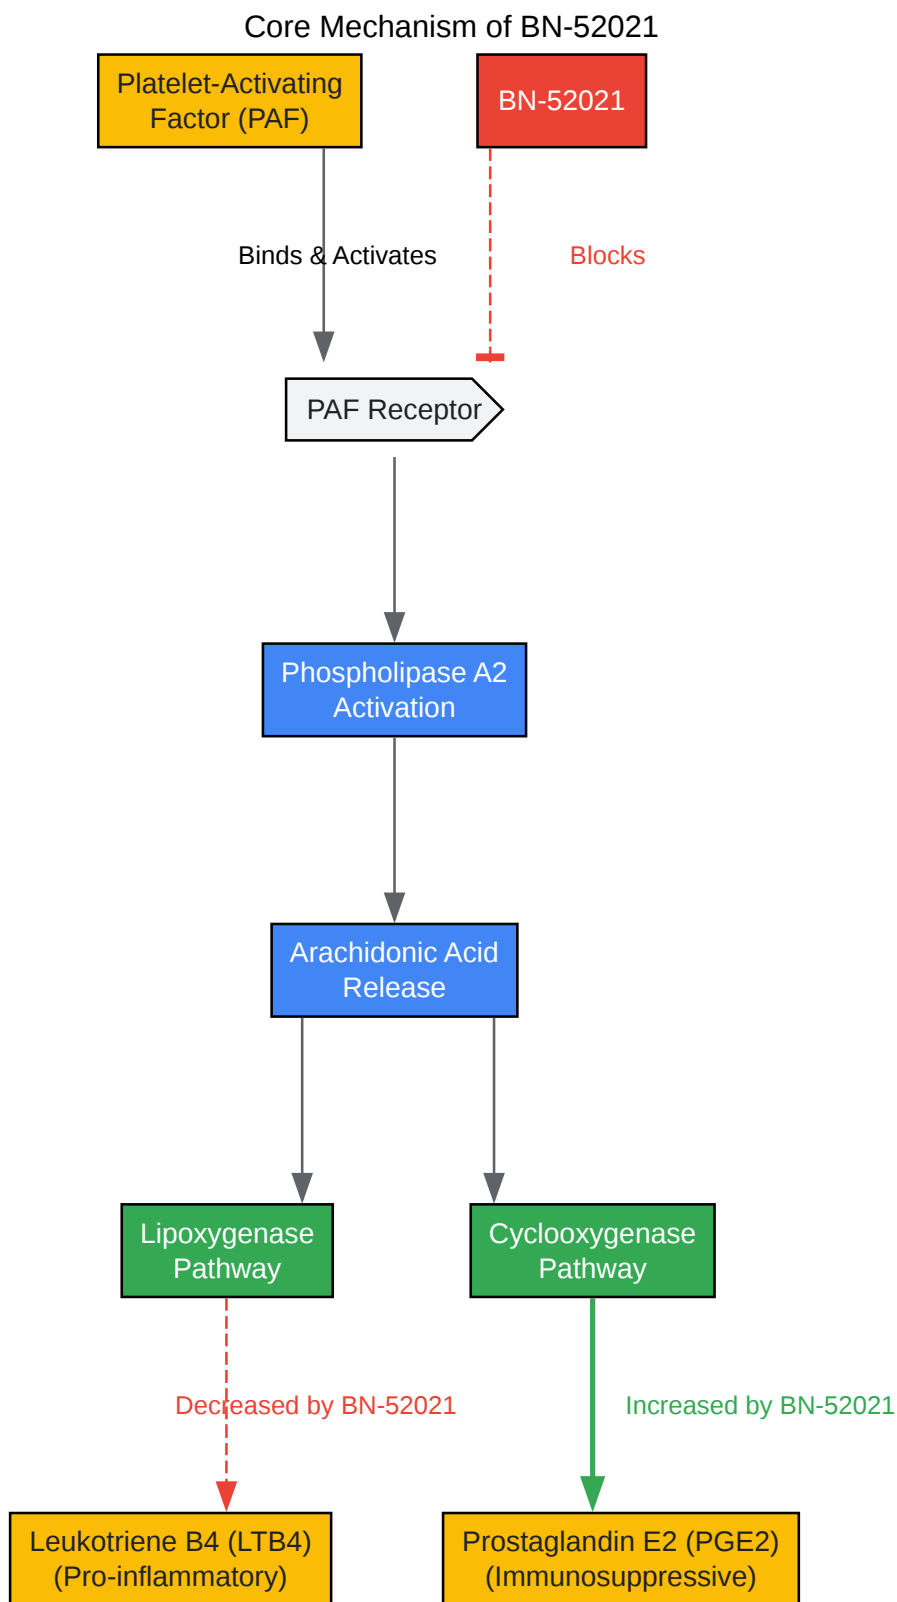 Core Mechanism of BN-52021
Platelet-Activating
Factor (PAF)
BN-52021
Binds & Activates
Blocks
PAF Receptor
Phospholipase A2
Activation
Arachidonic Acid
Release
Lipoxygenase
Pathway
Cyclooxygenase
Pathway
Decreased by BN-52021
Increased by BN-52021
Leukotriene B4 (LTB4)
(Pro-inflammatory)
Prostaglandin E2 (PGE2)
(Immunosuppressive)